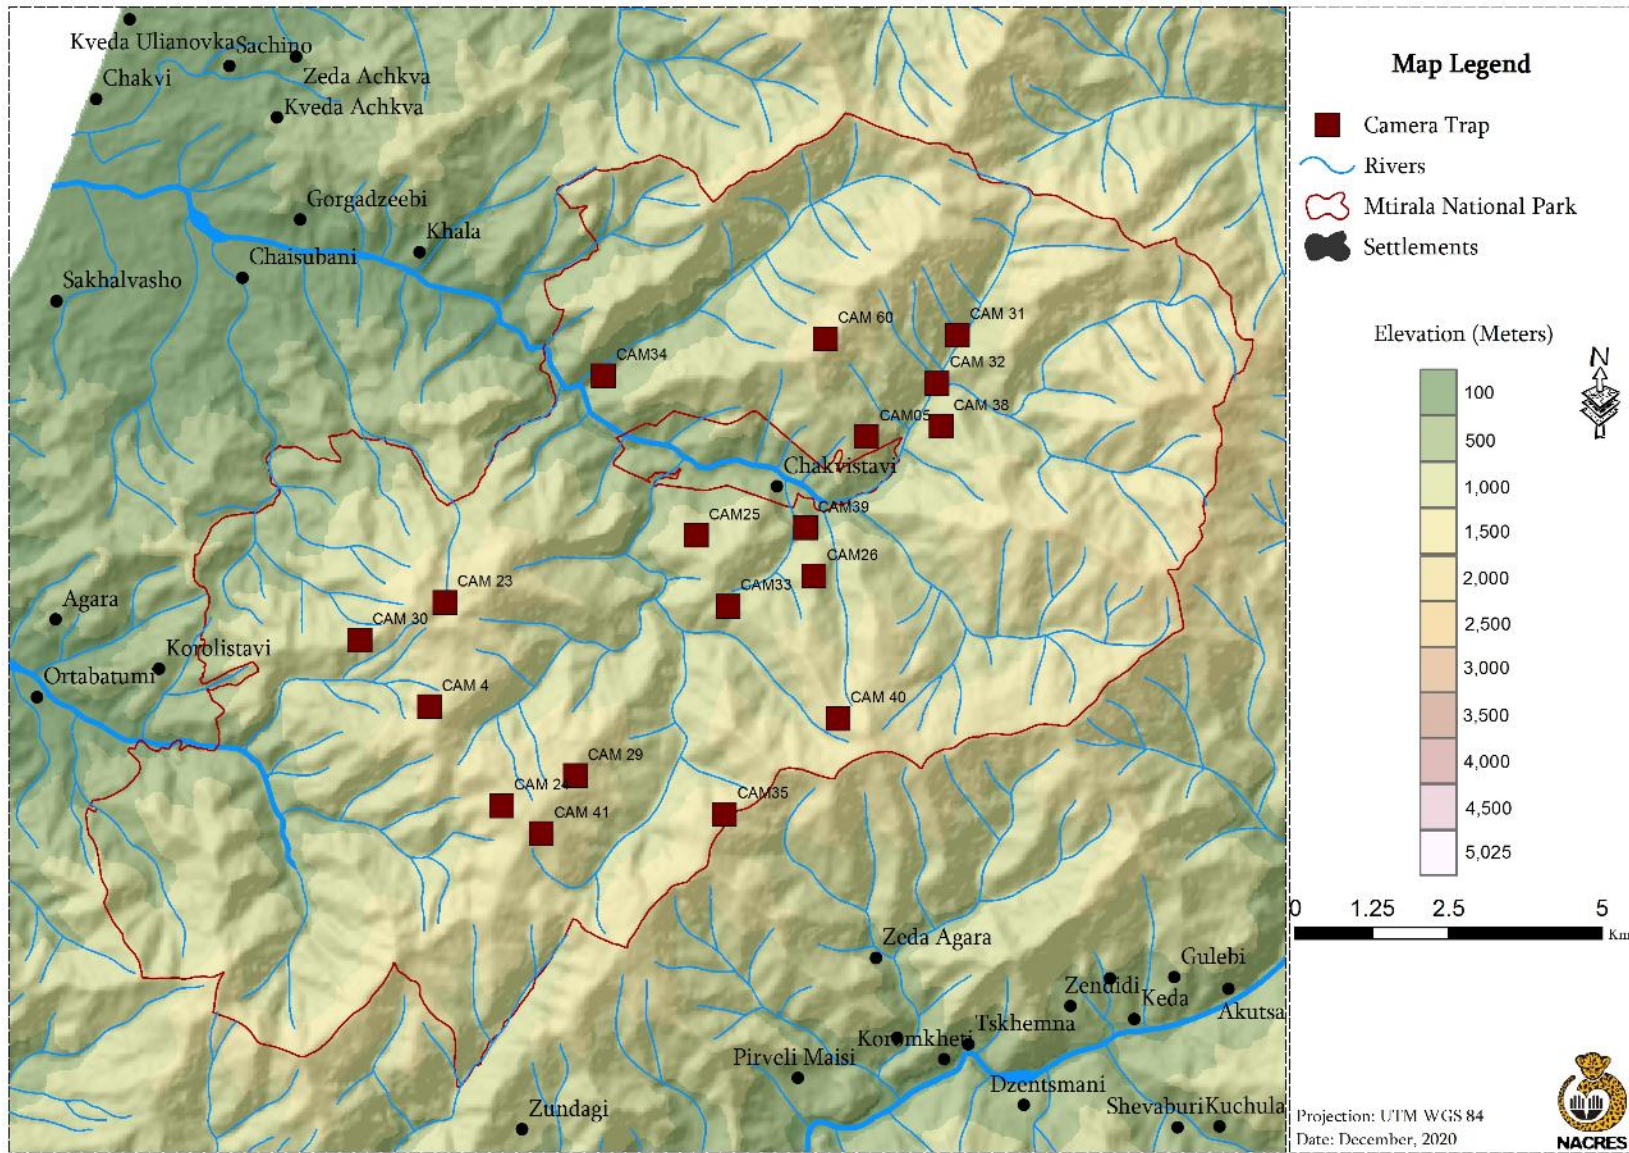 Kveda Ulianovka
Sachino
Chakvi
Zeda Achkva
Kveda Achkva
Gorgadzeebi
Khala
Chaisubani
Sakhalvasho
CAM 60
CAM 31
CAM34
CAM 32
CAM05
CAM 38
Chakvistavi
CAM25
CAM39
CAM26
CAM 23
CAM33
Agara
CAM 30
Korolistavi
Ortabatumi
CAM 4
CAM 40
CAM 29
CAM 24
CAM35
CAM 41
Zeda Agara
Gulebi
Zendidi
Keda
Akutsa
Tskhemna
Koromkheti
Pirveli Maisi
Dzentsmani
Zundagi
Shevaburi
Kuchula
Map Legend
Camera Trap
Rivers
Mtirala National Park
Settlements
Elevation (Meters)
N
100
500
1,000
1,500
2,000
2,500
3,000
3,500
4,000
4,500
5,025
0 1.25 2.5 5
Km
Projection: UTM WGS 84
Date: December, 2020
NACRES